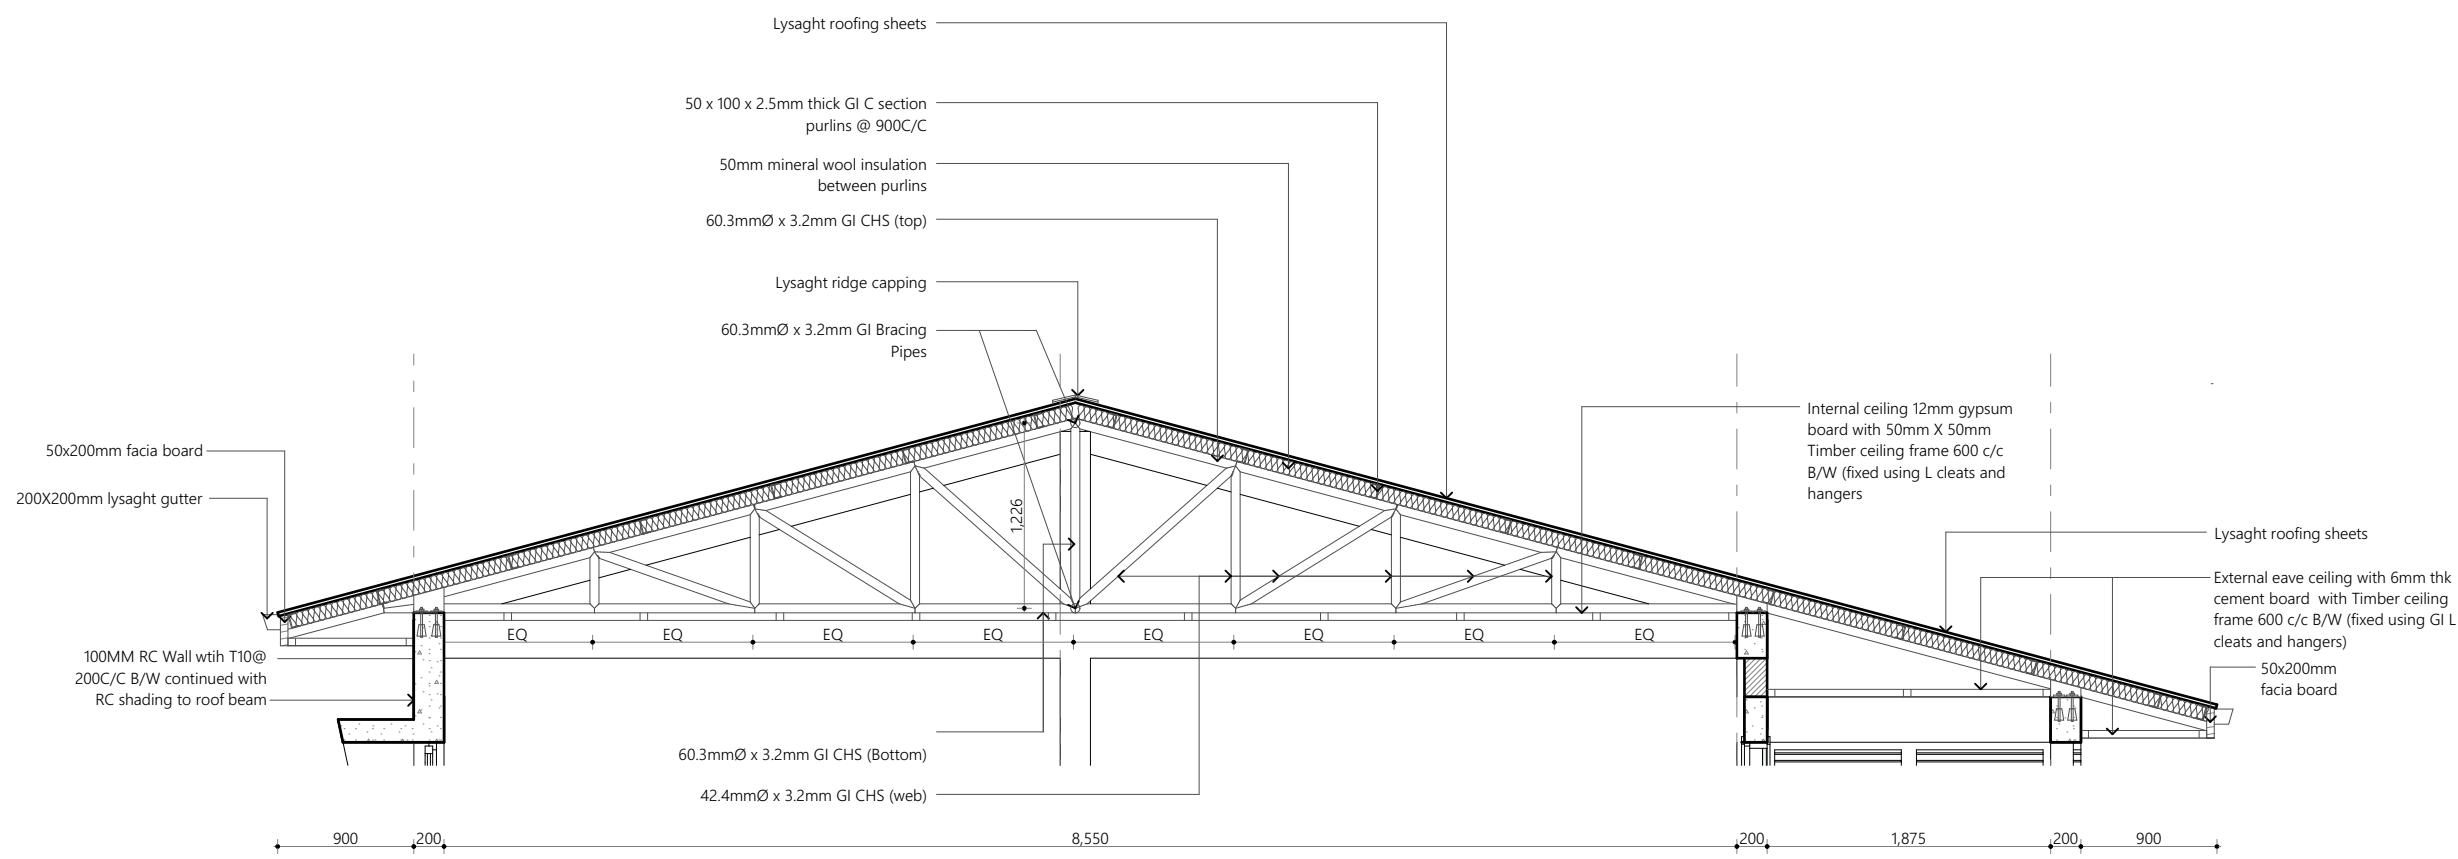 Lysaght roofing sheets
50 x 100 x 2.5mm thick GI C section
purlins @ 900C/C
50mm mineral wool insulation
between purlins
60.3mmØ x 3.2mm GI CHS (top)
Lysaght ridge capping
60.3mmØ x 3.2mm GI Bracing
Pipes
50x200mm facia board
200X200mm lysaght gutter
100MM RC Wall wtih T10@
200C/C B/W continued with
RC shading to roof beam
1,226
Internal ceiling 12mm gypsum
board with 50mm X 50mm
Timber ceiling frame 600 c/c
B/W (fixed using L cleats and
hangers
Lysaght roofing sheets
External eave ceiling with 6mm thk
cement board with Timber ceiling
frame 600 c/c B/W (fixed using GI L
cleats and hangers)
50x200mm
facia board
EQ EQ EQ EQ EQ EQ EQ EQ
60.3mmØ x 3.2mm GI CHS (Bottom)
42.4mmØ x 3.2mm GI CHS (web)
900 200 8,550 200 1,875 200 900